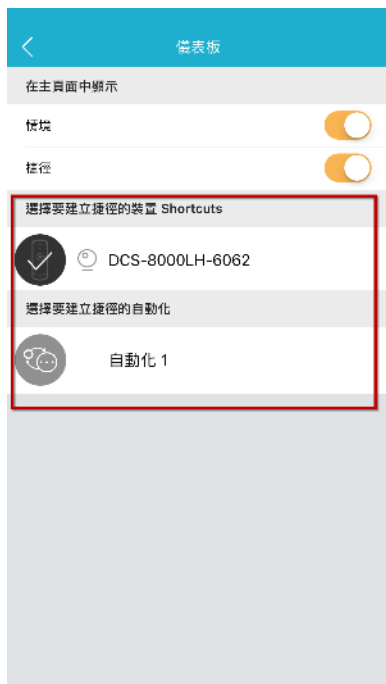 儀表板
在主頁面中顯示
情境
捷徑
選擇要建立捷徑的裝置 Shortcuts
DCS-8000LH-6062
選擇要建立捷徑的自動化
自動化 1